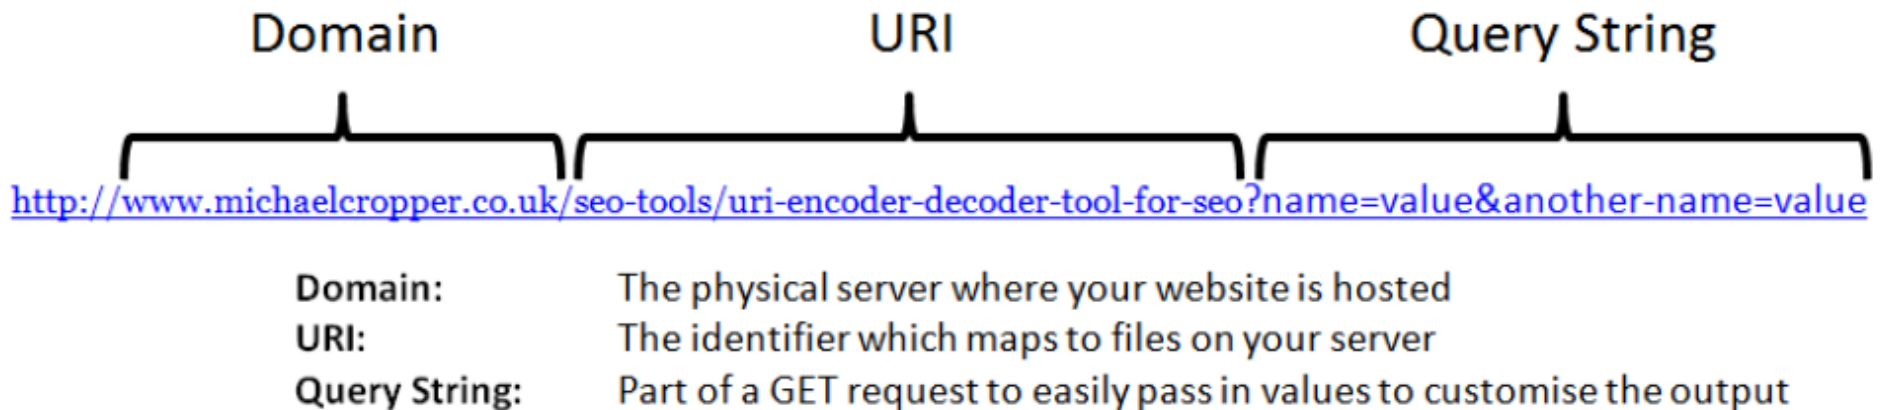 Domain URI Query String
http://www.michaelcropper.co.uk/seo-tools/uri-encoder-decoder-tool-for-seo?name=value&another-name=value
Domain: The physical server where your website is hosted
URI: The identifier which maps to files on your server
Query String: Part of a GET request to easily pass in values to customise the output